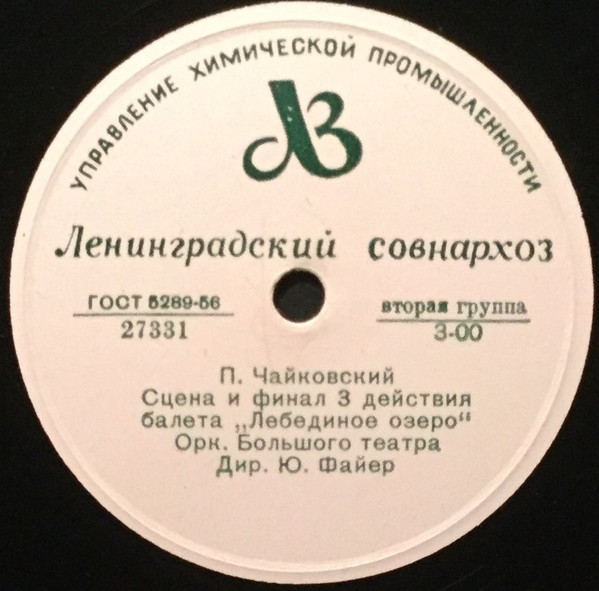 УПРАВЛЕНИЕ ХИМИЧЕСКОЙ ПРОМЫШЛЕННОСТИ
ЛЗ
Ленинградский совнархоз
ГОСТ 5289-56
27331
вторая группа
3-00
П. Чайковский
Сцена и финал 3 действия
балета „Лебединое озеро“
Орк. Большого театра
Дир. Ю. Файер